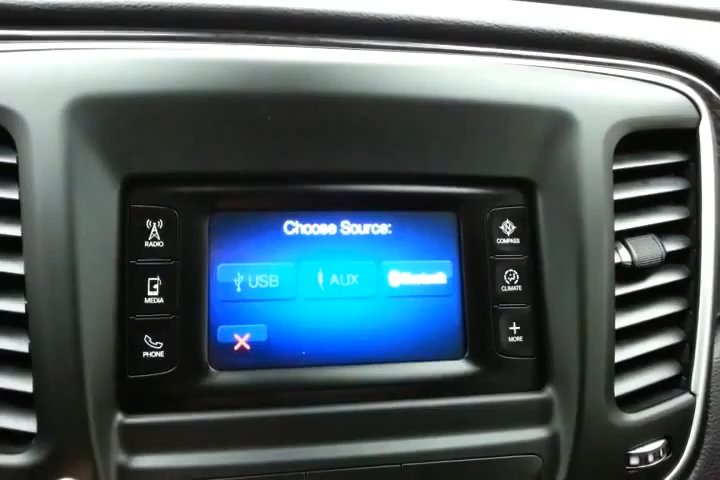 Choose Source:
USB
AUX
Bluetooth
RADIO
MEDIA
PHONE
N
COMPASS
CLIMATE
MORE